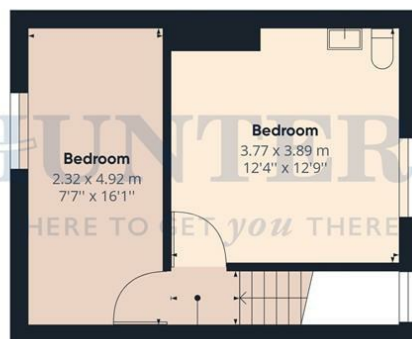 HUNTERS
HERE TO GET you THERE
Bedroom
2.32 x 4.92 m
7'7'' x 16'1''
Bedroom
3.77 x 3.89 m
12'4'' x 12'9''